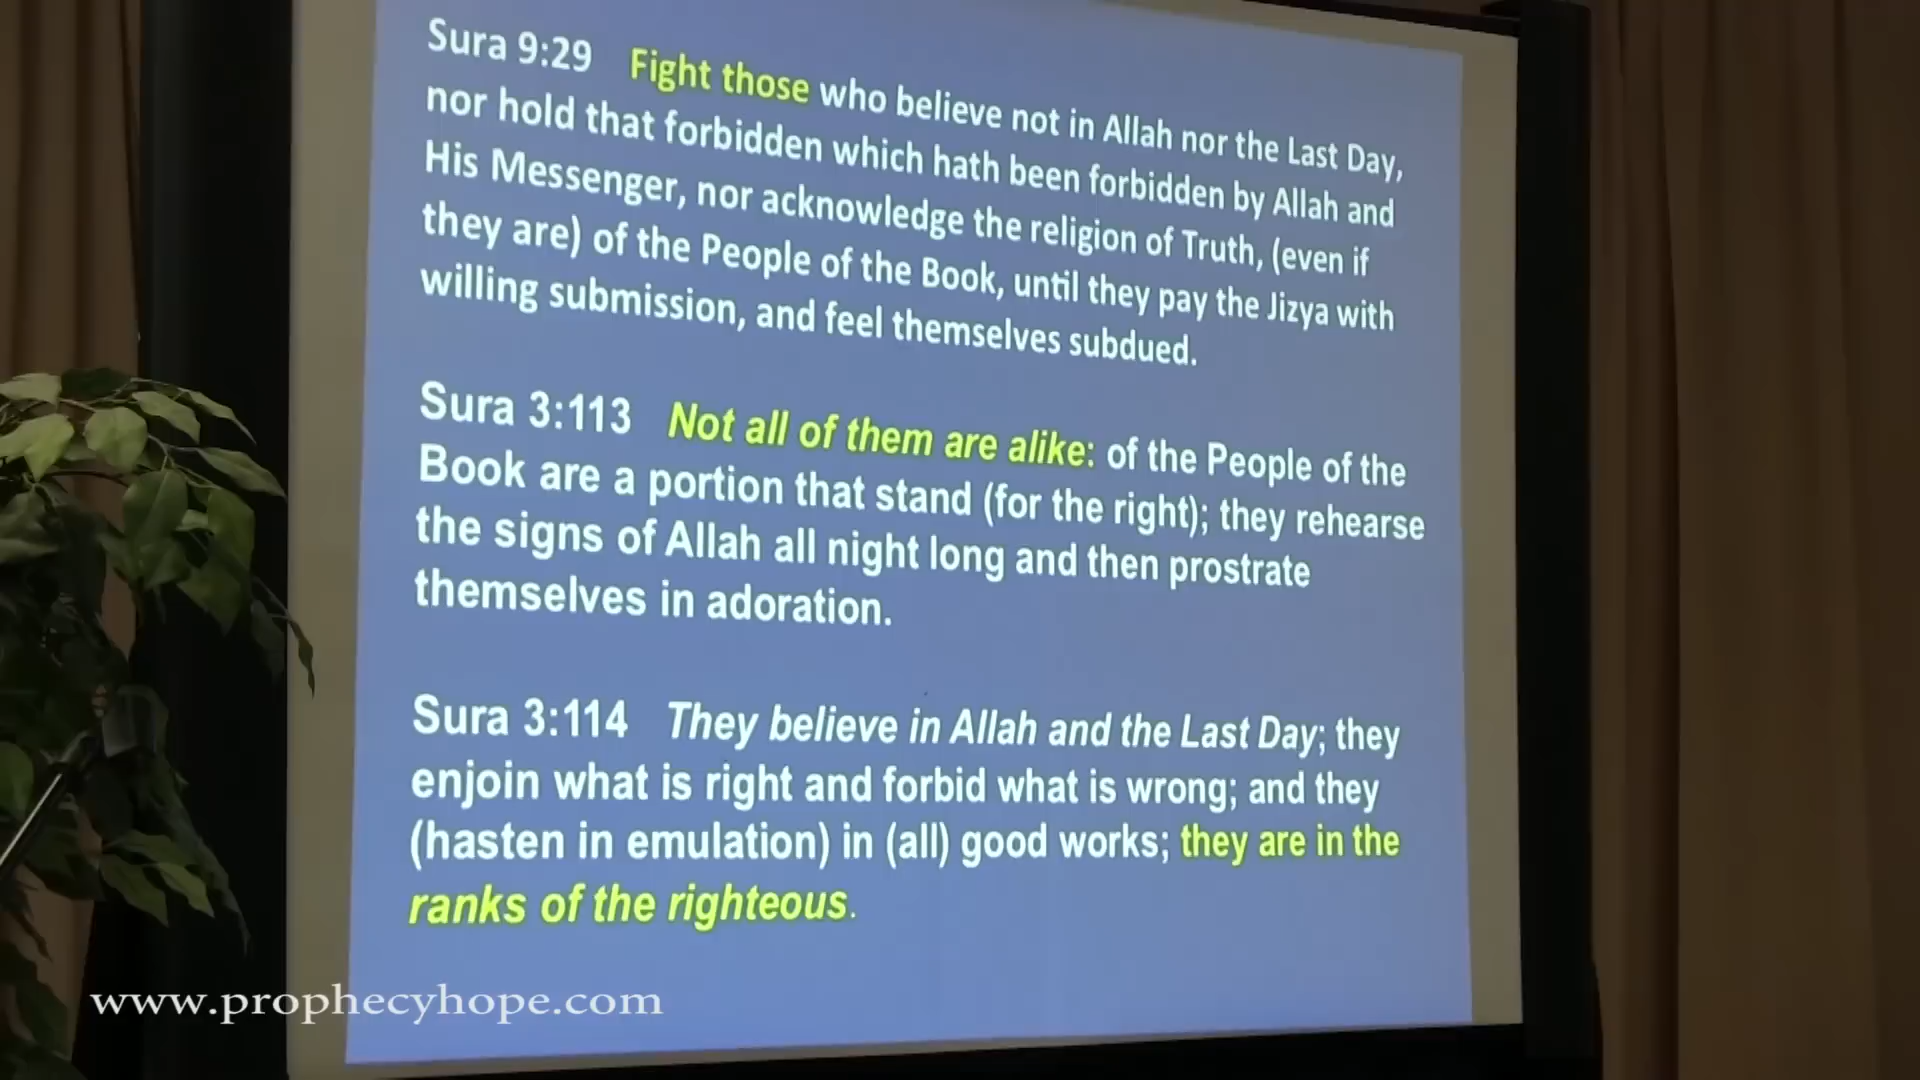 Sura 9:29 Fight those who believe not in Allah nor the Last Day,
nor hold that forbidden which hath been forbidden by Allah and
His Messenger, nor acknowledge the religion of Truth, (even if
they are) of the People of the Book, until they pay the Jizya with
willing submission, and feel themselves subdued.
Sura 3:113 Not all of them are alike: of the People of the
Book are a portion that stand (for the right); they rehearse
the signs of Allah all night long and then prostrate
themselves in adoration.
Sura 3:114 They believe in Allah and the Last Day; they
enjoin what is right and forbid what is wrong; and they
(hasten in emulation) in (all) good works; they are in the
ranks of the righteous.
www.prophecyhope.com